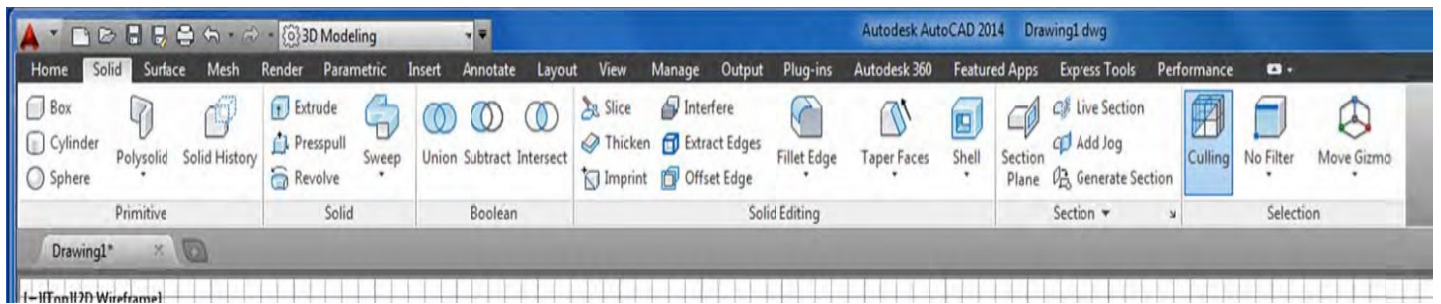 3D Modeling Autodesk AutoCAD 2014 Drawing1.dwg
Home Solid Surface Mesh Render Parametric Insert Annotate Layout View Manage Output Plug-ins Autodesk 360 Featured Apps Express Tools Performance
Box
Cylinder
Sphere
Polysolid
Solid History
Extrude
Presspull
Revolve
Sweep
Union Subtract Intersect
Slice
Thicken
Imprint
Interfere
Extract Edges
Offset Edge
Fillet Edge
Taper Faces
Shell
Section
Plane
Live Section
Add Jog
Generate Section
Culling
No Filter
Move Gizmo
Primitive Solid Boolean Solid Editing Section Selection
Drawing1*
[−][Top][2D Wireframe]